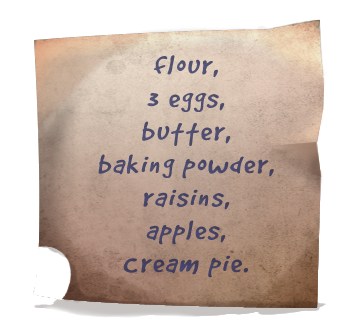 flour,
3 eggs,
butter,
baking powder,
raisins,
apples,
cream pie.